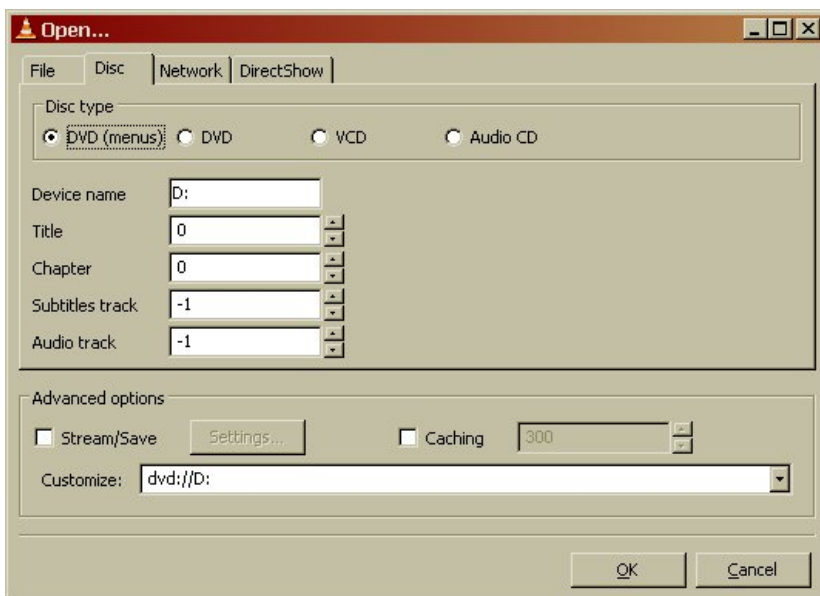 Open...
File Disc Network DirectShow
Disc type
DVD (menus) DVD VCD Audio CD
Device name D:
Title 0
Chapter 0
Subtitles track -1
Audio track -1
Advanced options
Stream/Save Settings... Caching 300
Customize: dvd://D:
OK Cancel